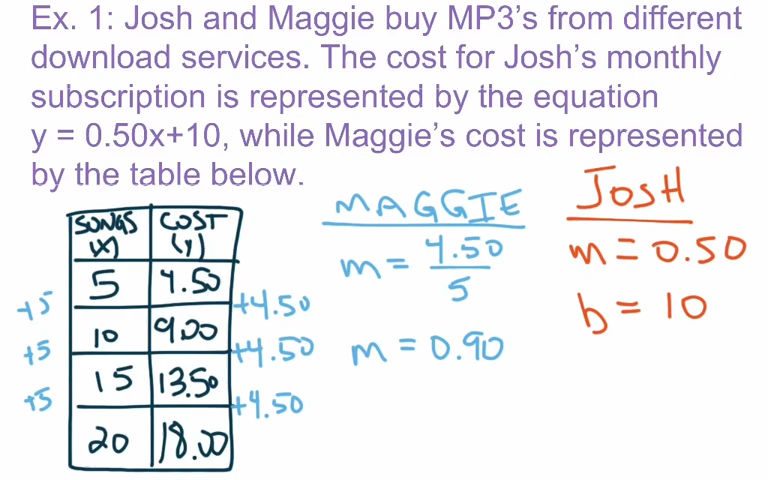 Ex. 1: Josh and Maggie buy MP3’s from different
download services. The cost for Josh’s monthly
subscription is represented by the equation
y = 0.50x+10, while Maggie’s cost is represented
by the table below.
SONGS (x) COST (y)
5 4.50
10 9.00
15 13.50
20 18.00
+5 +4.50
+5 +4.50
+5 +4.50
MAGGIE
m = 4.50/5
m = 0.90
JOSH
m = 0.50
b = 10